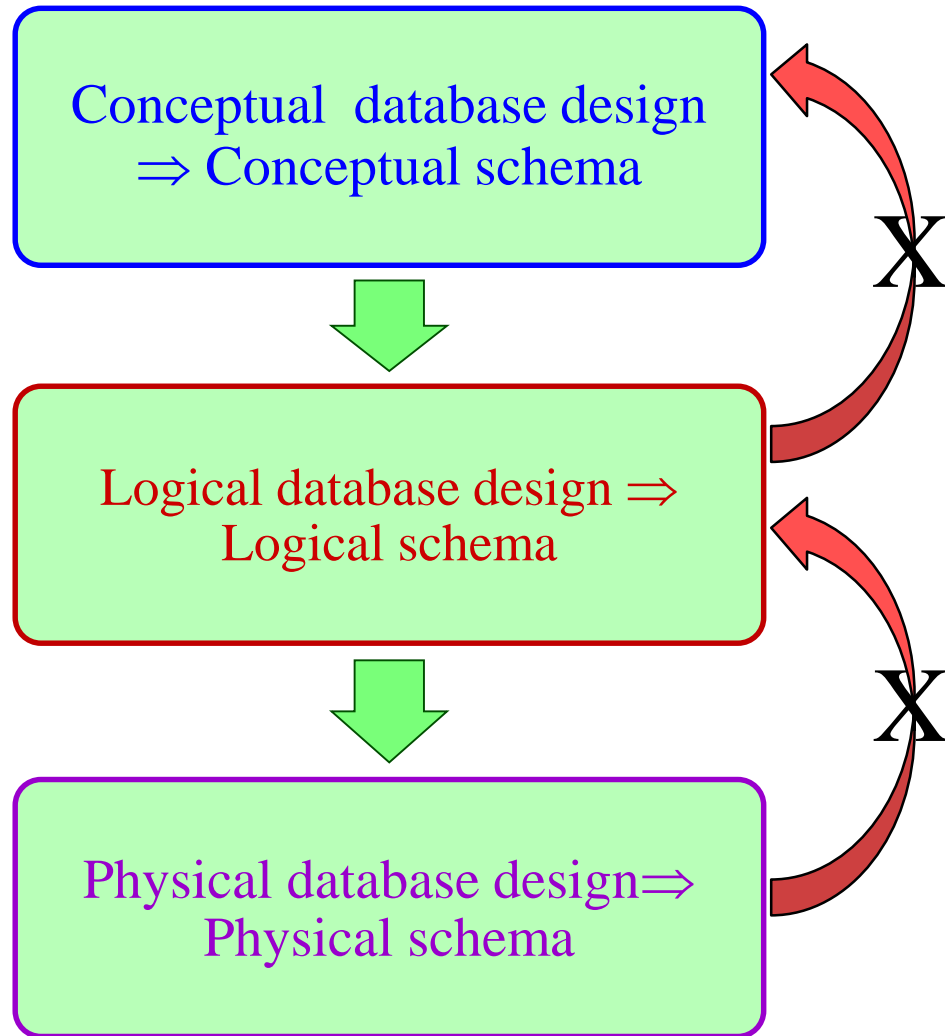 Conceptual  database design
⇒ Conceptual schema
X
Logical database design ⇒
Logical schema
X
Physical database design⇒
Physical schema